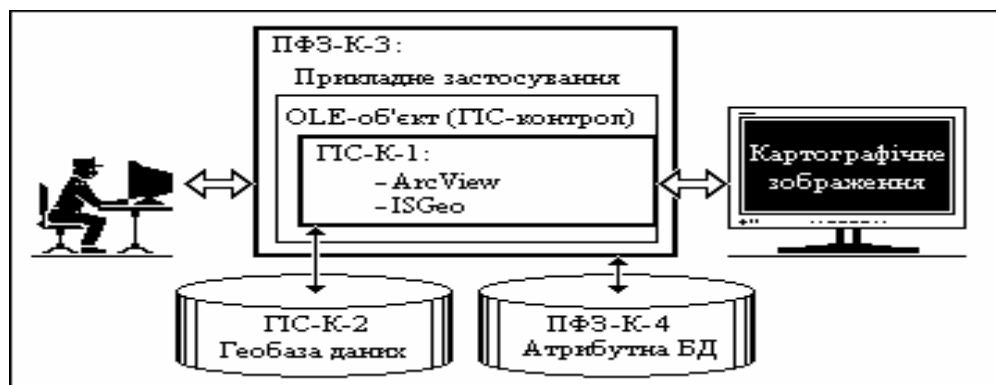 ПФЗ-К-3:
Прикладне застосування
OLE-об'єкт (ГІС-контрол)
ГІС-К-1:
– ArcView
– ISGeo
Картографічне
зображення
ГІС-К-2
Геобаза даних
ПФЗ-К-4
Атрибутна БД